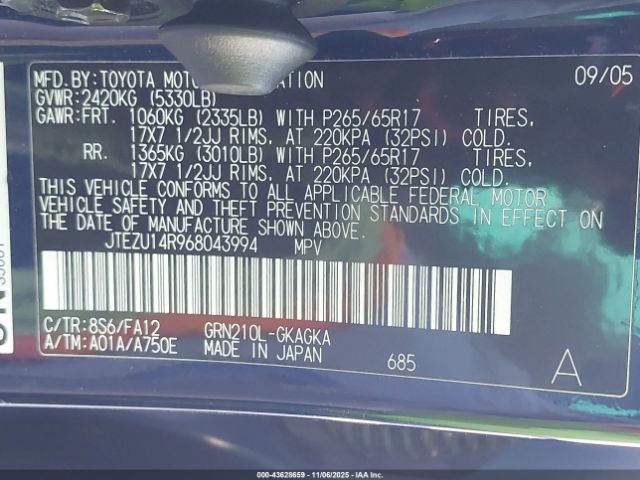 MFD.BY:TOYOTA MOTOR 09/05
GVWR:2420KG (5330LB)
GAWR:FRT. 1060KG (2335LB) WITH P265/65R17 TIRES,
17X7 1/2JJ RIMS, AT 220KPA (32PSI) COLD.
RR. 1365KG (3010LB) WITH P265/65R17 TIRES,
17X7 1/2JJ RIMS, AT 220KPA (32PSI) COLD.
THIS VEHICLE CONFORMS TO ALL APPLICABLE FEDERAL MOTOR
VEHICLE SAFETY AND THEFT PREVENTION STANDARDS IN EFFECT ON
THE DATE OF MANUFACTURE SHOWN ABOVE.
JTEZU14R968043994 MPV
C/TR:8S6/FA12 GRN210L-GKAGKA
A/TM:A01A/A750E MADE IN JAPAN 685 A
000-43628659 - 11/06/2025 - IAA Inc.